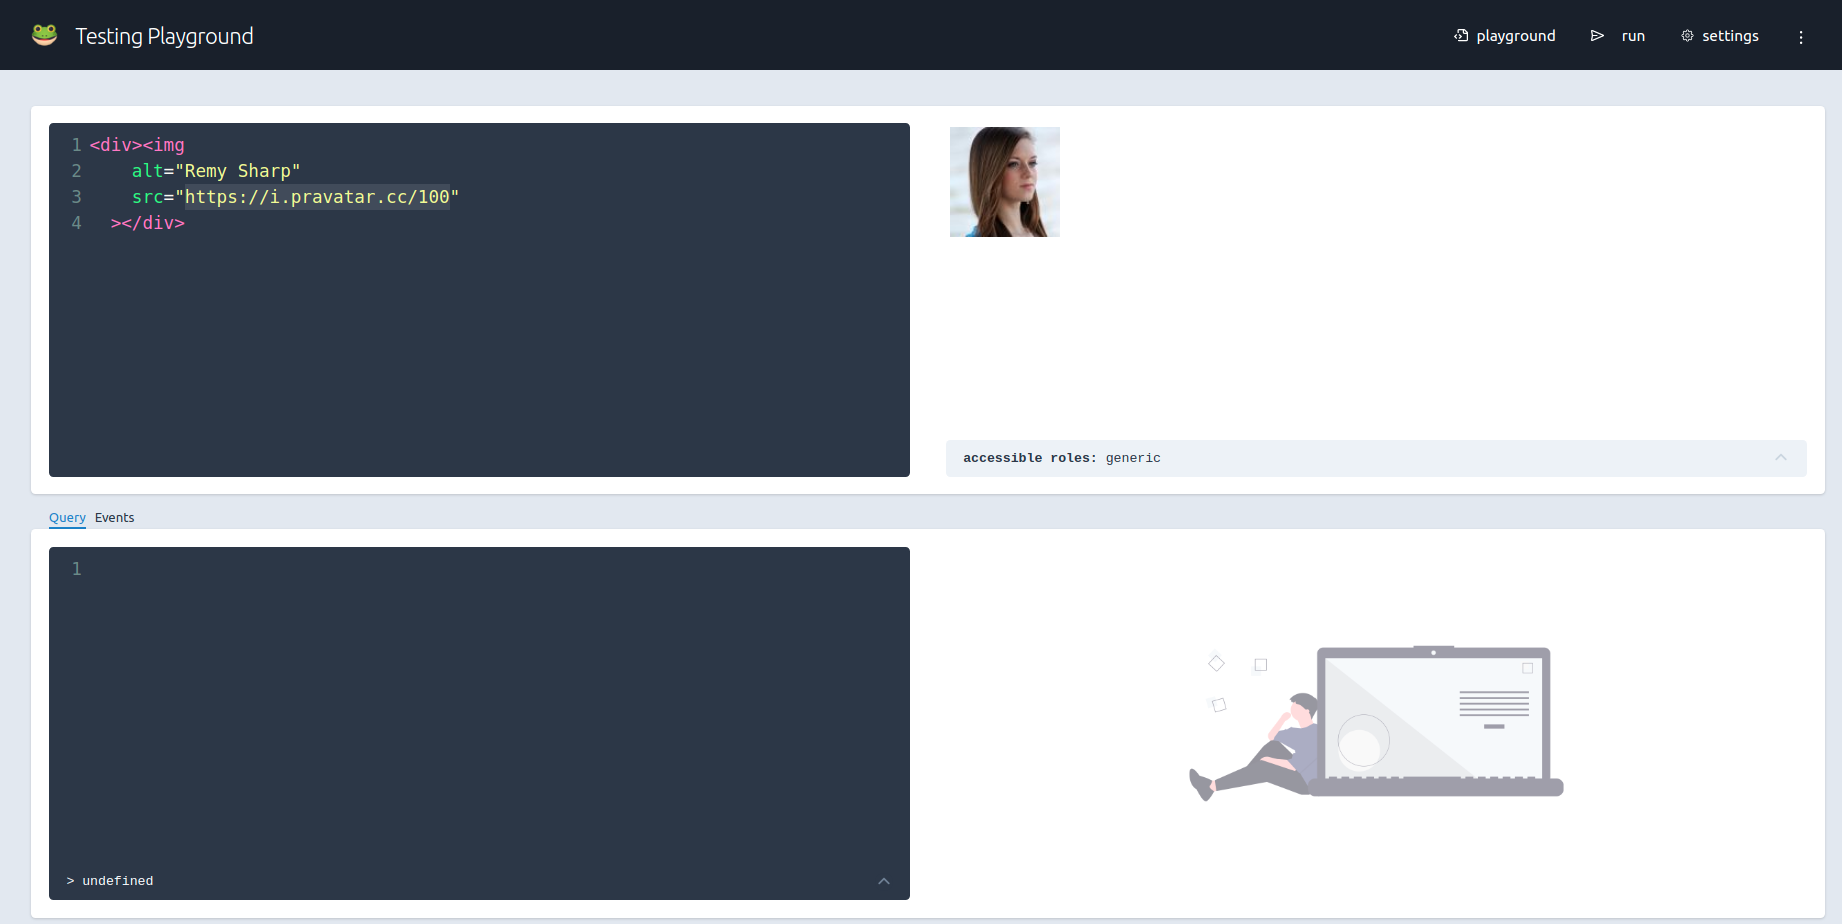 Testing Playground
playground run settings
1 <div><img
2 alt="Remy Sharp"
3 src="https://i.pravatar.cc/100"
4 ></div>
accessible roles: generic
Query Events
1
> undefined